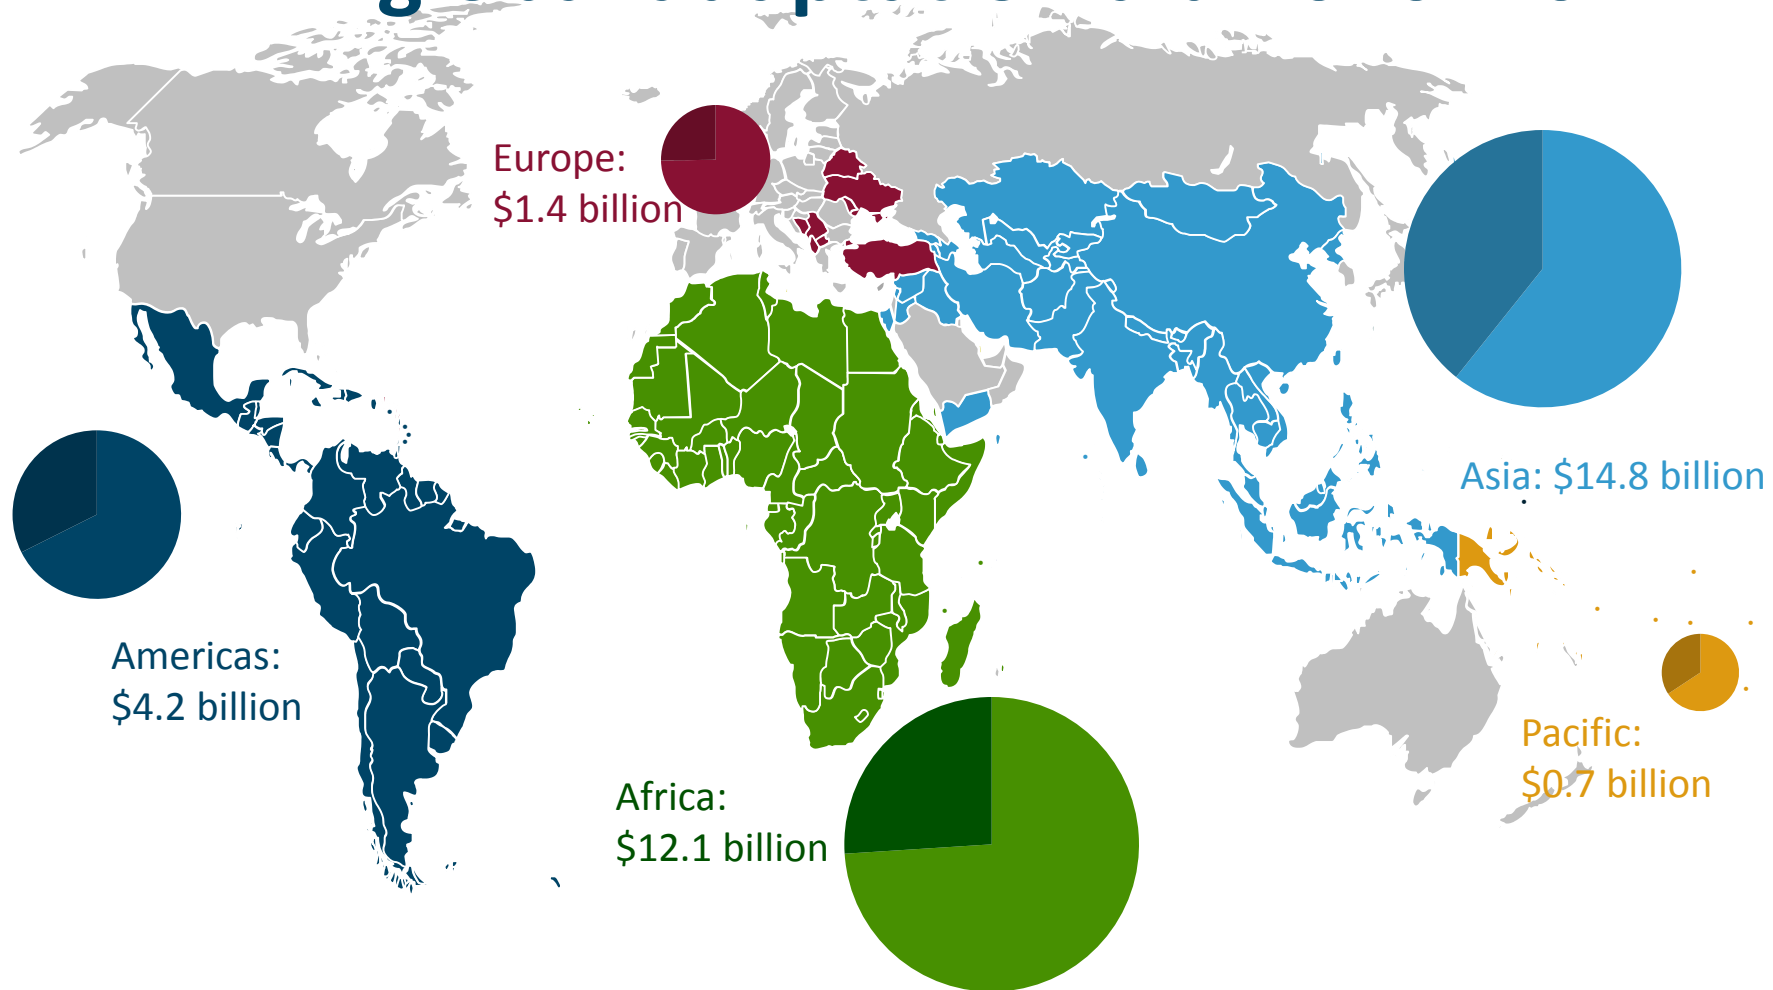 Europe:
$1.4 billion
Asia: $14.8 billion
Americas:
$4.2 billion
Pacific:
$0.7 billion
Africa:
$12.1 billion